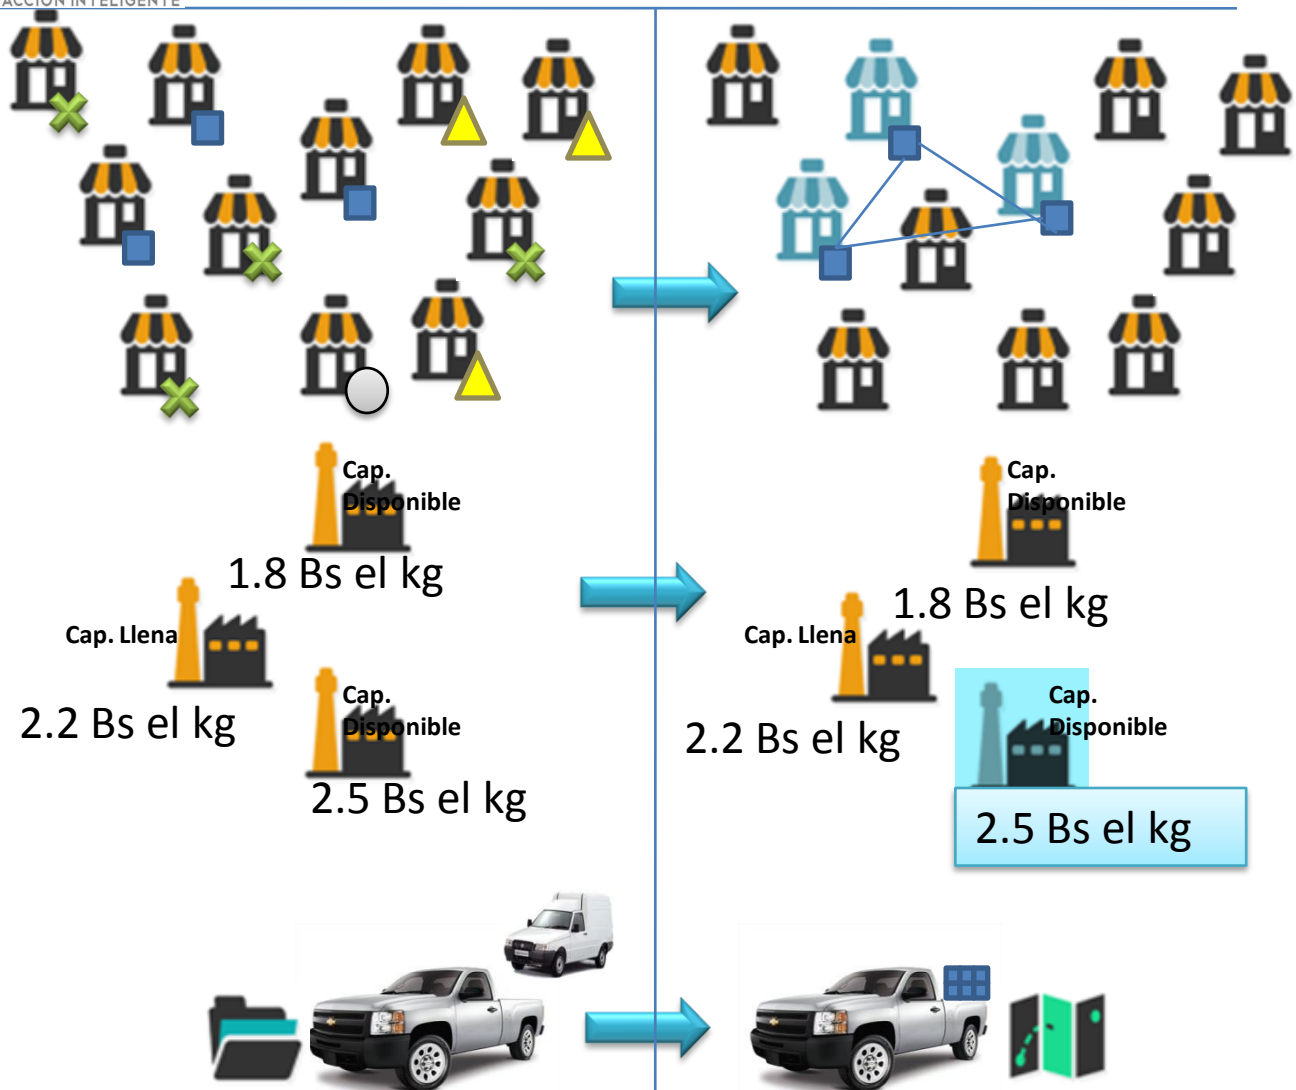 ACCIÓN INTELIGENTE
Cap.
Disponible
1.8 Bs el kg
Cap. Llena
2.2 Bs el kg
Cap.
Disponible
2.5 Bs el kg
Cap.
Disponible
1.8 Bs el kg
Cap. Llena
2.2 Bs el kg
Cap.
Disponible
2.5 Bs el kg